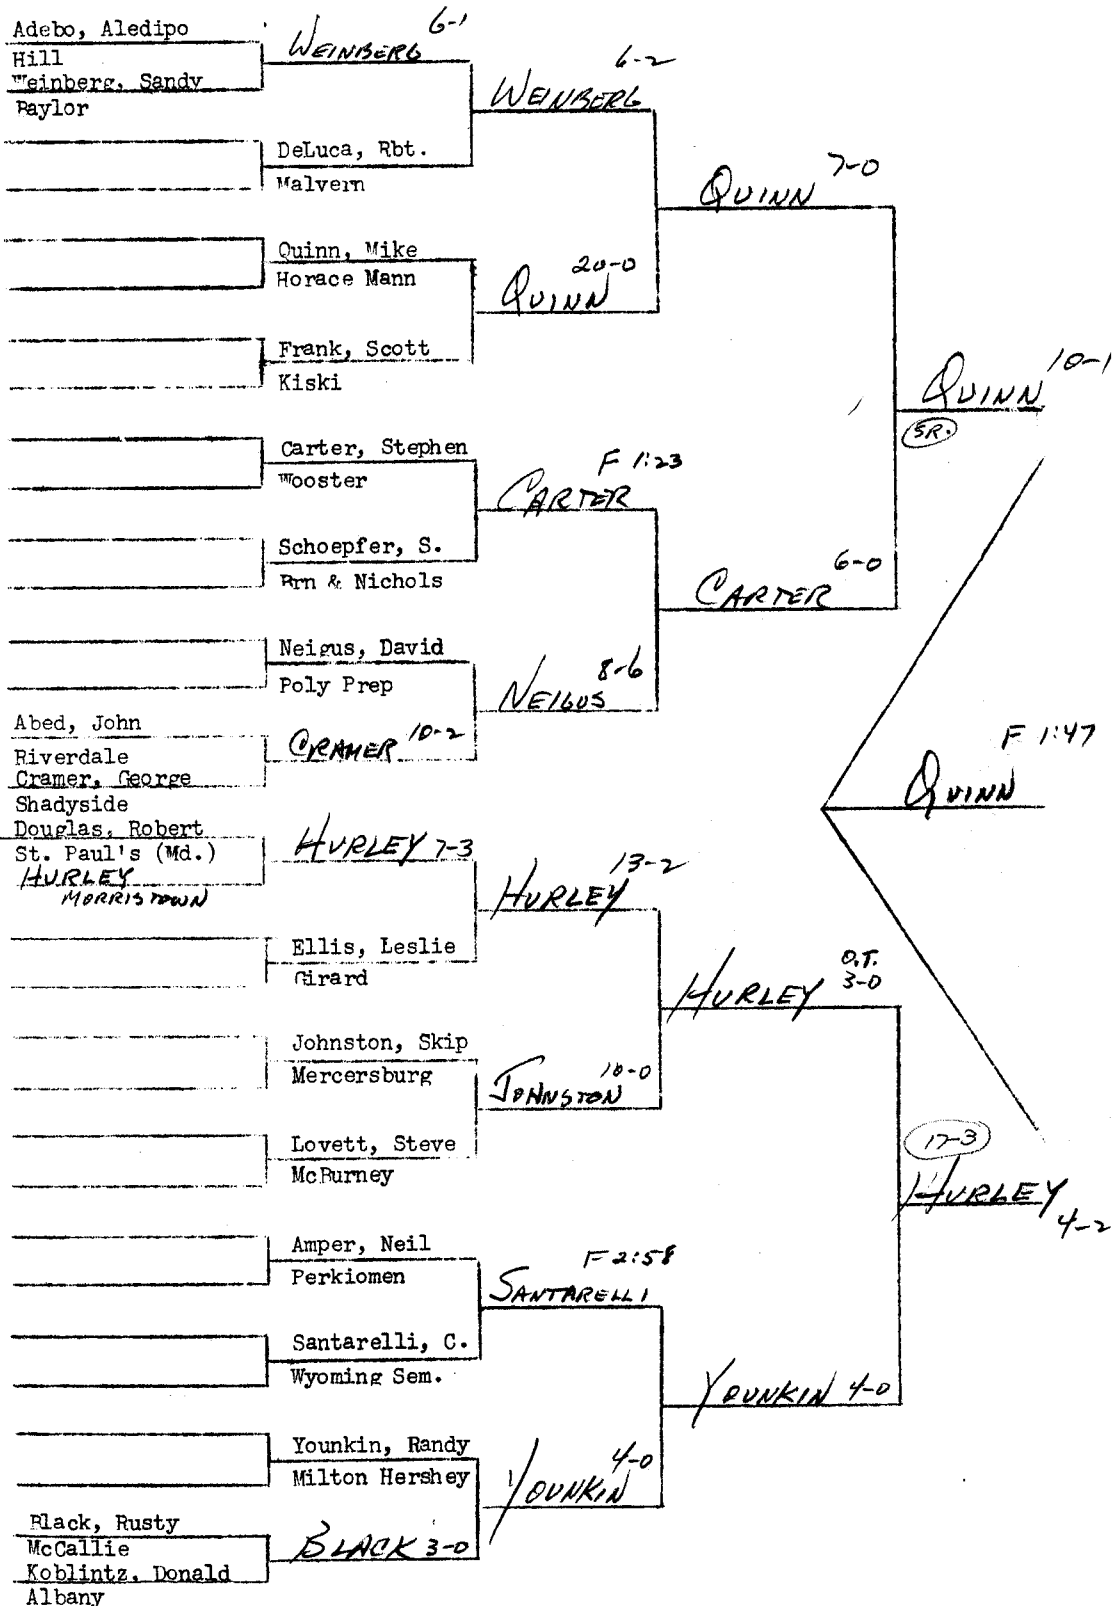 Adebo, Aledipo
Hill
Weinberg, Sandy
Baylor
WEINBERG 6-1
DeLuca, Rbt.
Malvern
WEINBERG 6-2
Quinn, Mike
Horace Mann
Frank, Scott
Kiski
QUINN 20-0
QUINN 7-0
Carter, Stephen
Wooster
Schoepfer, S.
Brn & Nichols
CARTER F 1:23
Neigus, David
Poly Prep
Abed, John
Riverdale
Cramer, George
Shadyside
CRAMER 10-2
NEIGUS 8-6
CARTER 6-0
QUINN 10-1
SR.
Douglas, Robert
St. Paul's (Md.)
HURLEY
MORRISTOWN
HURLEY 7-3
Ellis, Leslie
Girard
HURLEY 13-2
Johnston, Skip
Mercersburg
Lovett, Steve
McBurney
JOHNSTON 10-0
HURLEY O.T.
3-0
Amper, Neil
Perkiomen
Santarelli, C.
Wyoming Sem.
SANTARELLI F 2:58
Younkin, Randy
Milton Hershey
Black, Rusty
McCallie
Koblintz, Donald
Albany
BLACK 3-0
YOUNKIN 4-0
YOUNKIN 4-0
17-3
HURLEY 4-2
F 1:47
QUINN